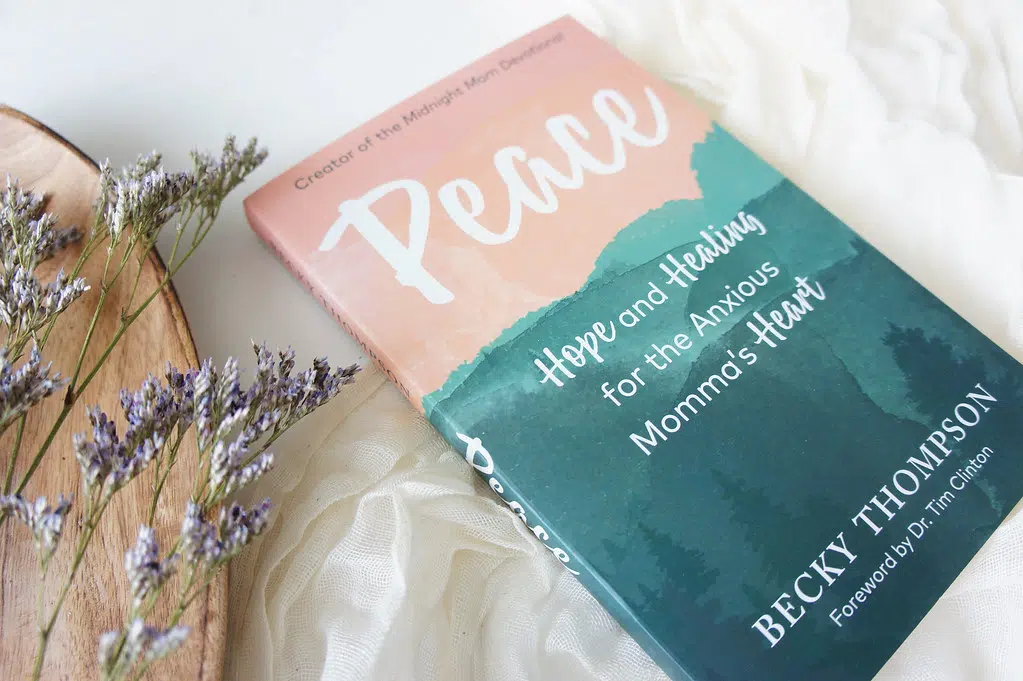 Creator of the Midnight Mom Devotional
Peace
Hope and Healing
for the Anxious
Momma's Heart
BECKY THOMPSON
Foreword by Dr. Tim Clinton
Peace